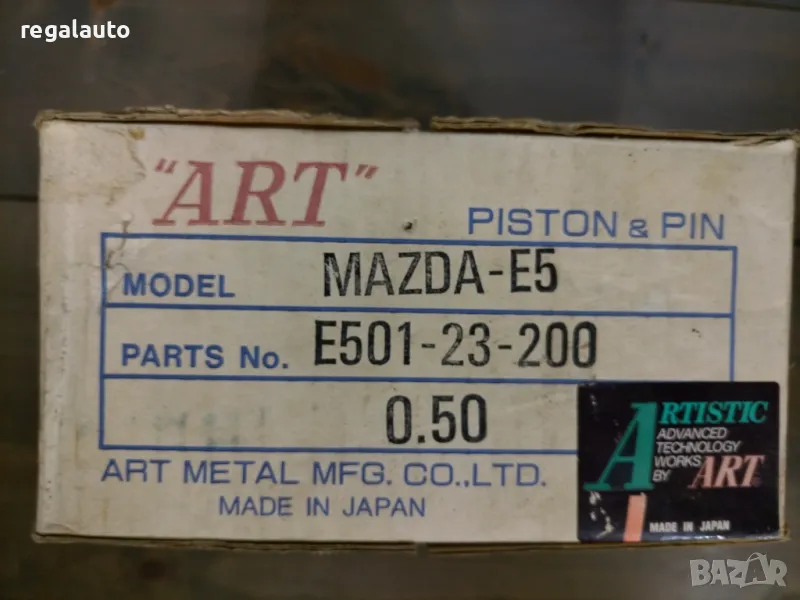 regalauto
"ART"
PISTON & PIN
MODEL MAZDA-E5
PARTS No. E501-23-200
0.50
ART METAL MFG. CO.,LTD.
MADE IN JAPAN
ARTISTIC
ADVANCED
TECHNOLOGY
WORKS
BY ART
MADE IN JAPAN
BAZAR